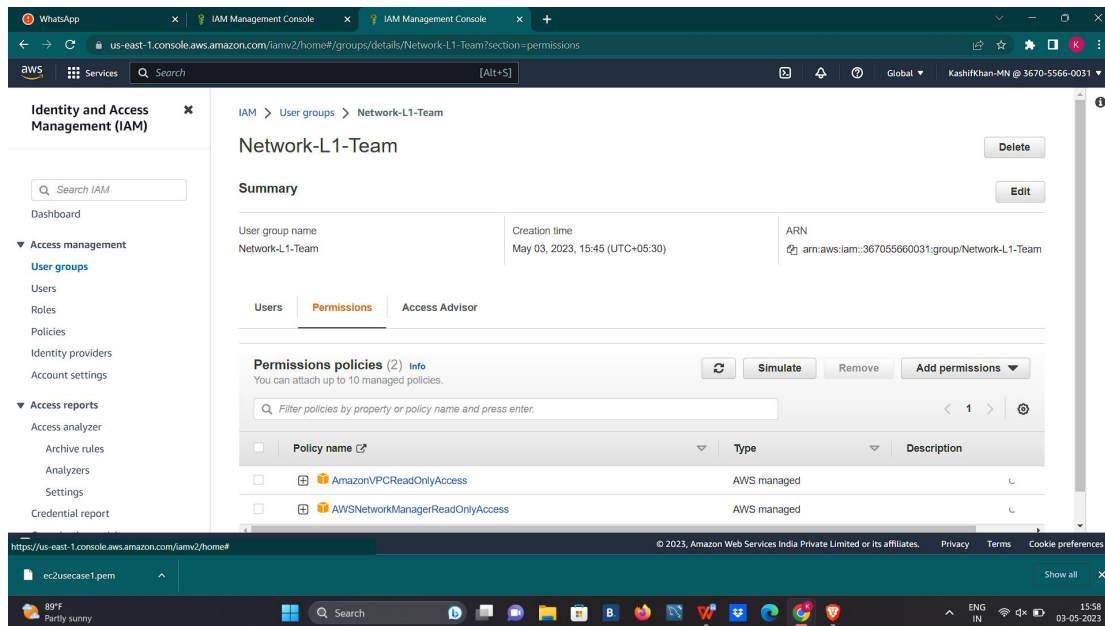 WhatsApp
IAM Management Console
IAM Management Console
us-east-1.console.aws.amazon.com/iamv2/home#/groups/details/Network-L1-Team?section=permissions
K
aws
Services
Search
[Alt+S]
Global
KashifKhan-MN @ 3670-5566-0031
Identity and Access
Management (IAM)
Search IAM
Dashboard
Access management
User groups
Users
Roles
Policies
Identity providers
Account settings
Access reports
Access analyzer
Archive rules
Analyzers
Settings
Credential report
IAM > User groups > Network-L1-Team
Network-L1-Team
Delete
Summary
Edit
User group name
Network-L1-Team
Creation time
May 03, 2023, 15:45 (UTC+05:30)
ARN
arn:aws:iam::367055660031:group/Network-L1-Team
Users
Permissions
Access Advisor
Permissions policies (2) Info
You can attach up to 10 managed policies.
Simulate
Remove
Add permissions
Filter policies by property or policy name and press enter.
1
Policy name
Type
Description
AmazonVPCReadOnlyAccess
AWS managed
AWSNetworkManagerReadOnlyAccess
AWS managed
https://us-east-1.console.aws.amazon.com/iamv2/home#
© 2023, Amazon Web Services India Private Limited or its affiliates.
Privacy
Terms
Cookie preferences
ec2usecase1.pem
Show all
89°F
Partly sunny
Search
ENG
IN
15:58
03-05-2023